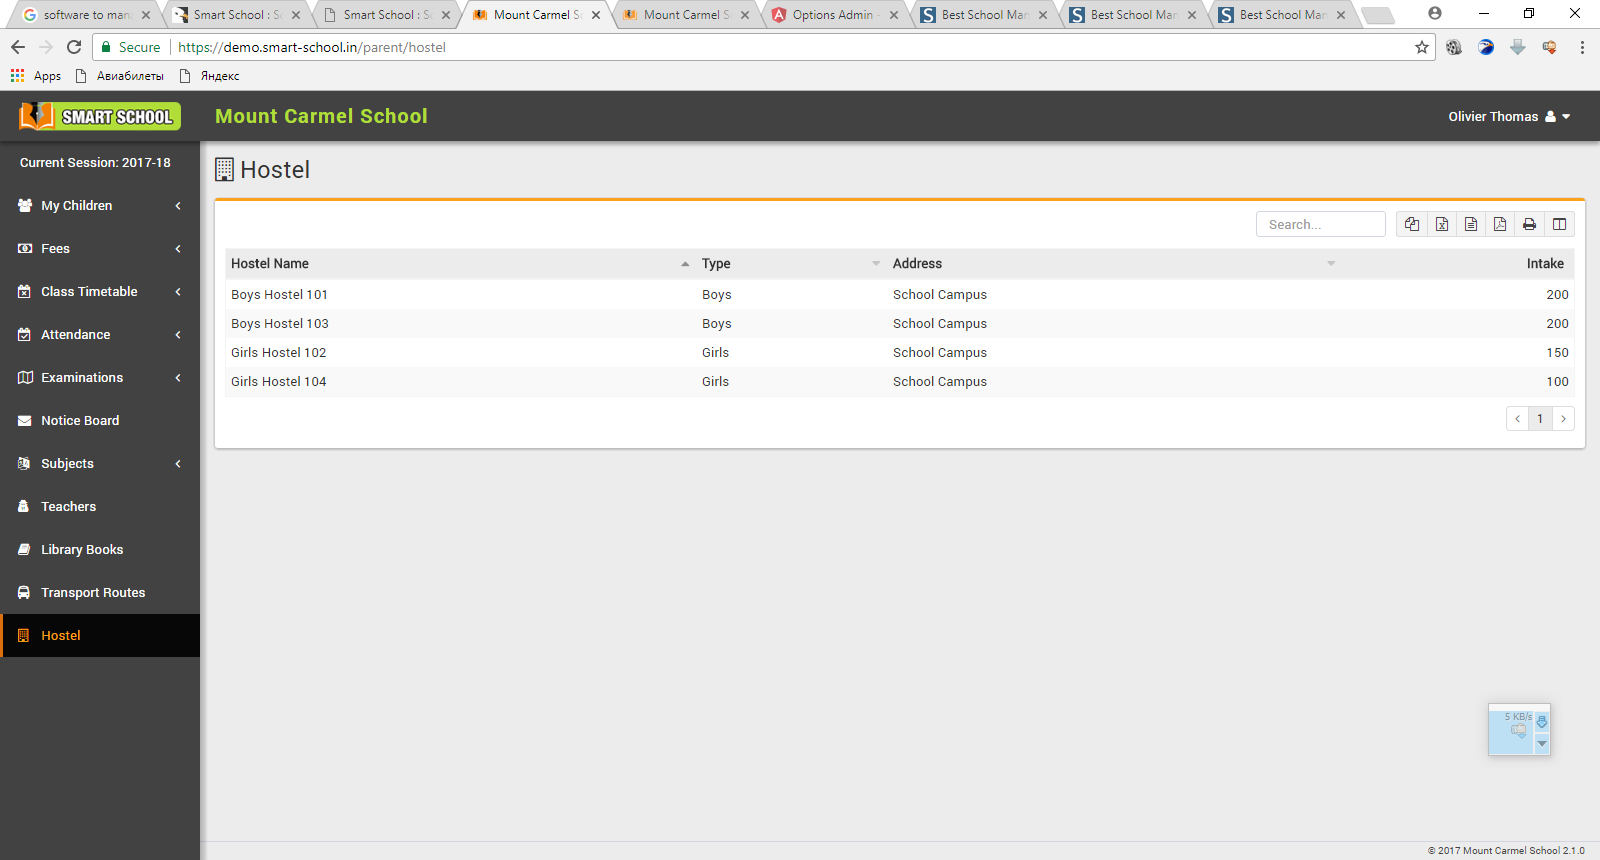 software to man
Smart School : S
Smart School : S
Mount Carmel S
Mount Carmel S
Options Admin -
Best School Man
Best School Man
Best School Man
Secure https://demo.smart-school.in/parent/hostel
Apps Авиабилеты Яндекс
SMART SCHOOL
Mount Carmel School
Olivier Thomas
Current Session: 2017-18
My Children
Fees
Class Timetable
Attendance
Examinations
Notice Board
Subjects
Teachers
Library Books
Transport Routes
Hostel
Hostel
Search...
Hostel Name Type Address Intake
Boys Hostel 101 Boys School Campus 200
Boys Hostel 103 Boys School Campus 200
Girls Hostel 102 Girls School Campus 150
Girls Hostel 104 Girls School Campus 100
1
5 KB/s
© 2017 Mount Carmel School 2.1.0